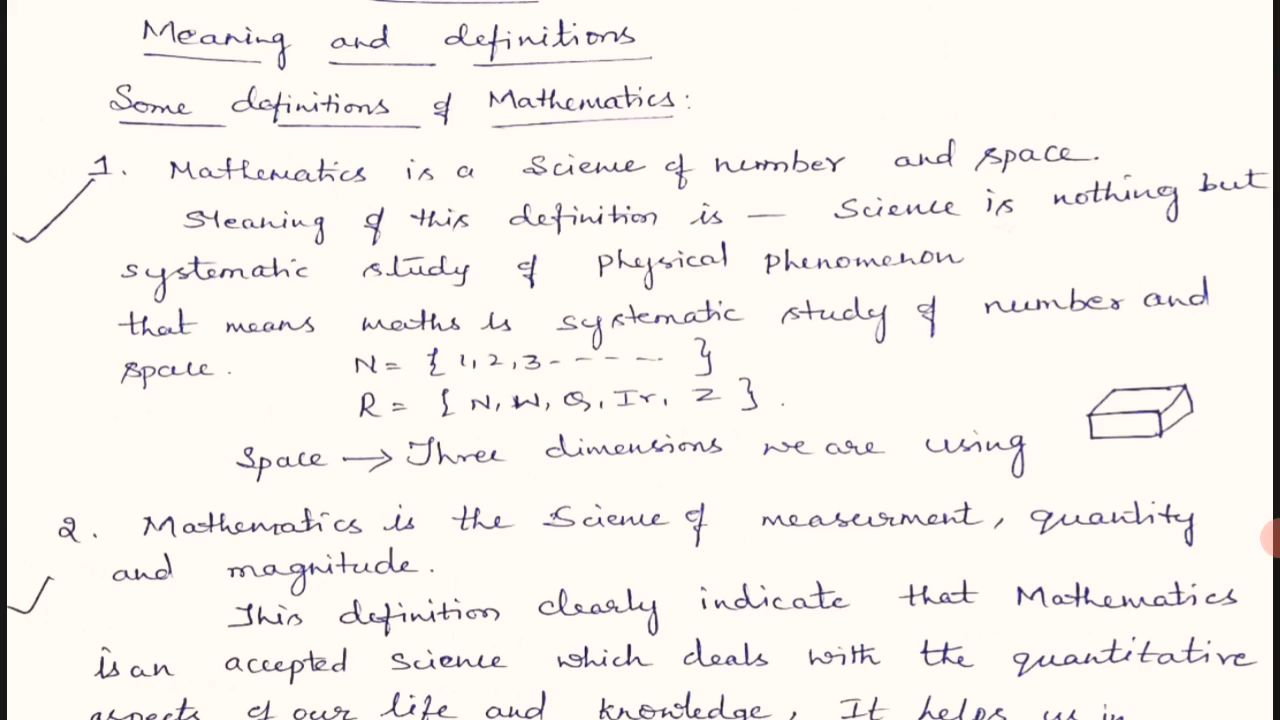 Meaning and definitions
Some definitions of Mathematics:
1. Mathematics is a Science of number and space.
Meaning of this definition is — Science is nothing but
systematic study of physical phenomenon
that means maths is systematic study of number and
space. N = { 1, 2, 3 - - - - - }
R = { N, W, Q, Ir, Z } .
Space → Three dimensions we are using
2. Mathematics is the Science of measurment, quantity
and magnitude.
This definition clearly indicate that Mathematics
is an accepted science which deals with the quantitative
aspects of our life and knowledge, It helps us in